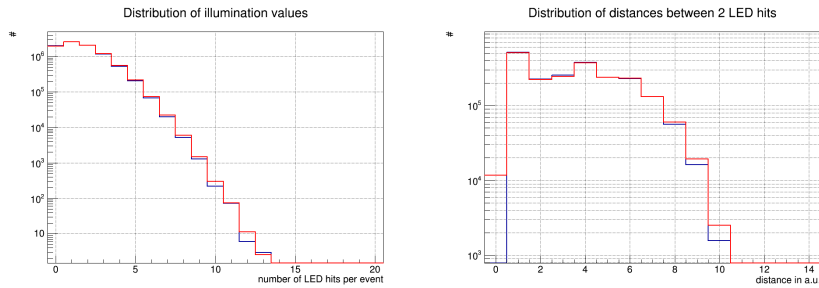 Distribution of illumination values
#
10^6
10^5
10^4
10^3
10^2
10
0 5 10 15 20
number of LED hits per event
Distribution of distances between 2 LED hits
#
10^5
10^4
10^3
0 2 4 6 8 10 12 14
distance in a.u